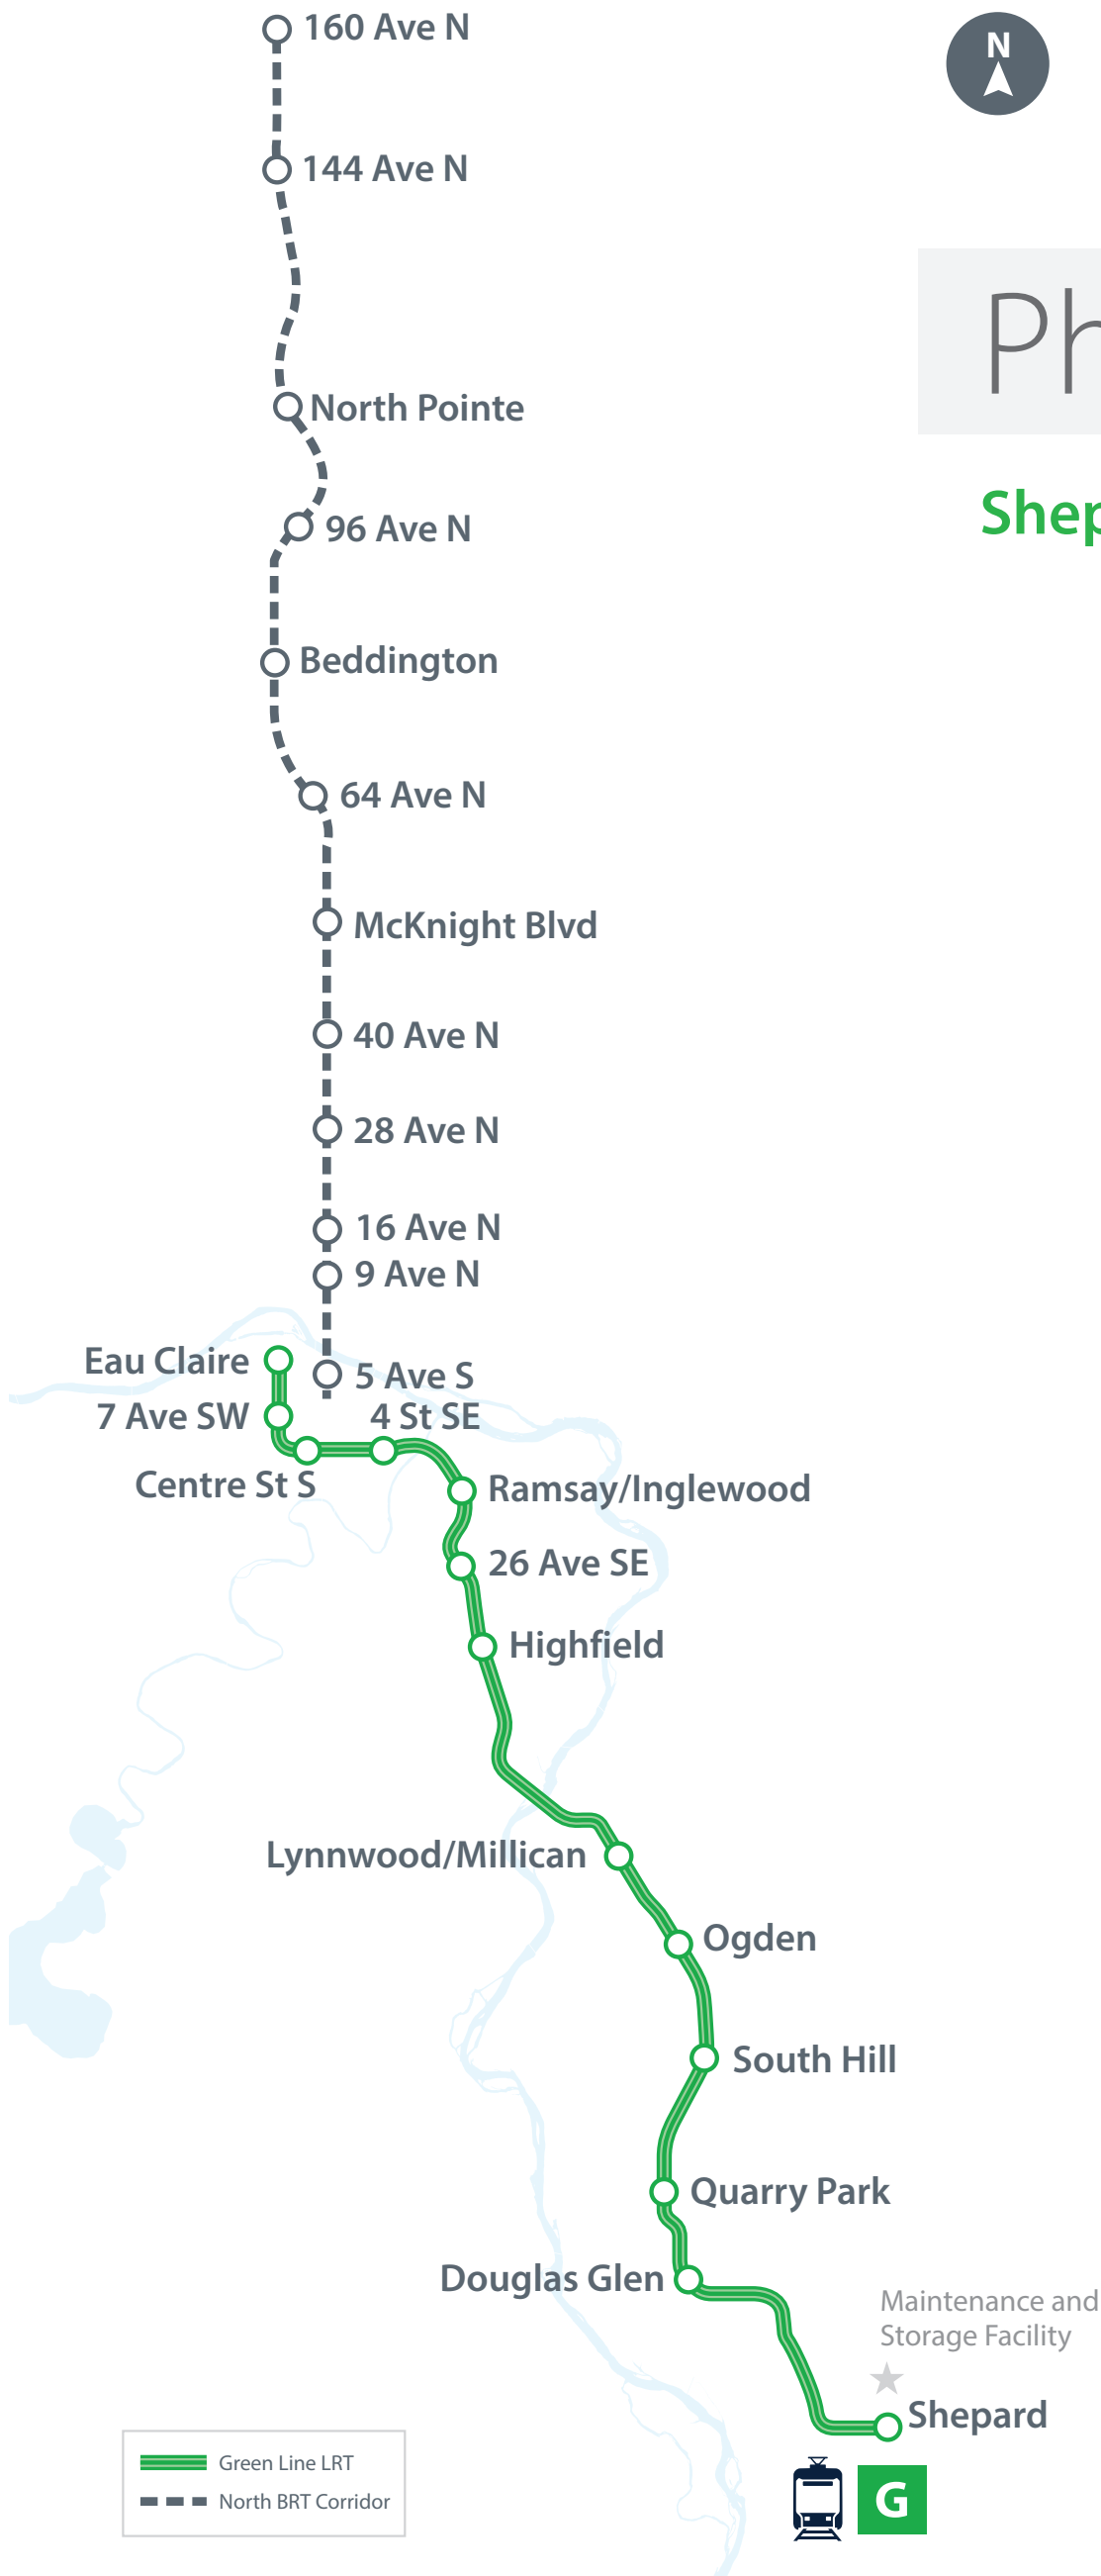 160 Ave N
N
144 Ave N
Ph
North Pointe
Shep
96 Ave N
Beddington
64 Ave N
McKnight Blvd
40 Ave N
28 Ave N
16 Ave N
9 Ave N
Eau Claire
5 Ave S
7 Ave SW
4 St SE
Centre St S
Ramsay/Inglewood
26 Ave SE
Highfield
Lynnwood/Millican
Ogden
South Hill
Quarry Park
Douglas Glen
Maintenance and
Storage Facility
Shepard
Green Line LRT
North BRT Corridor
G